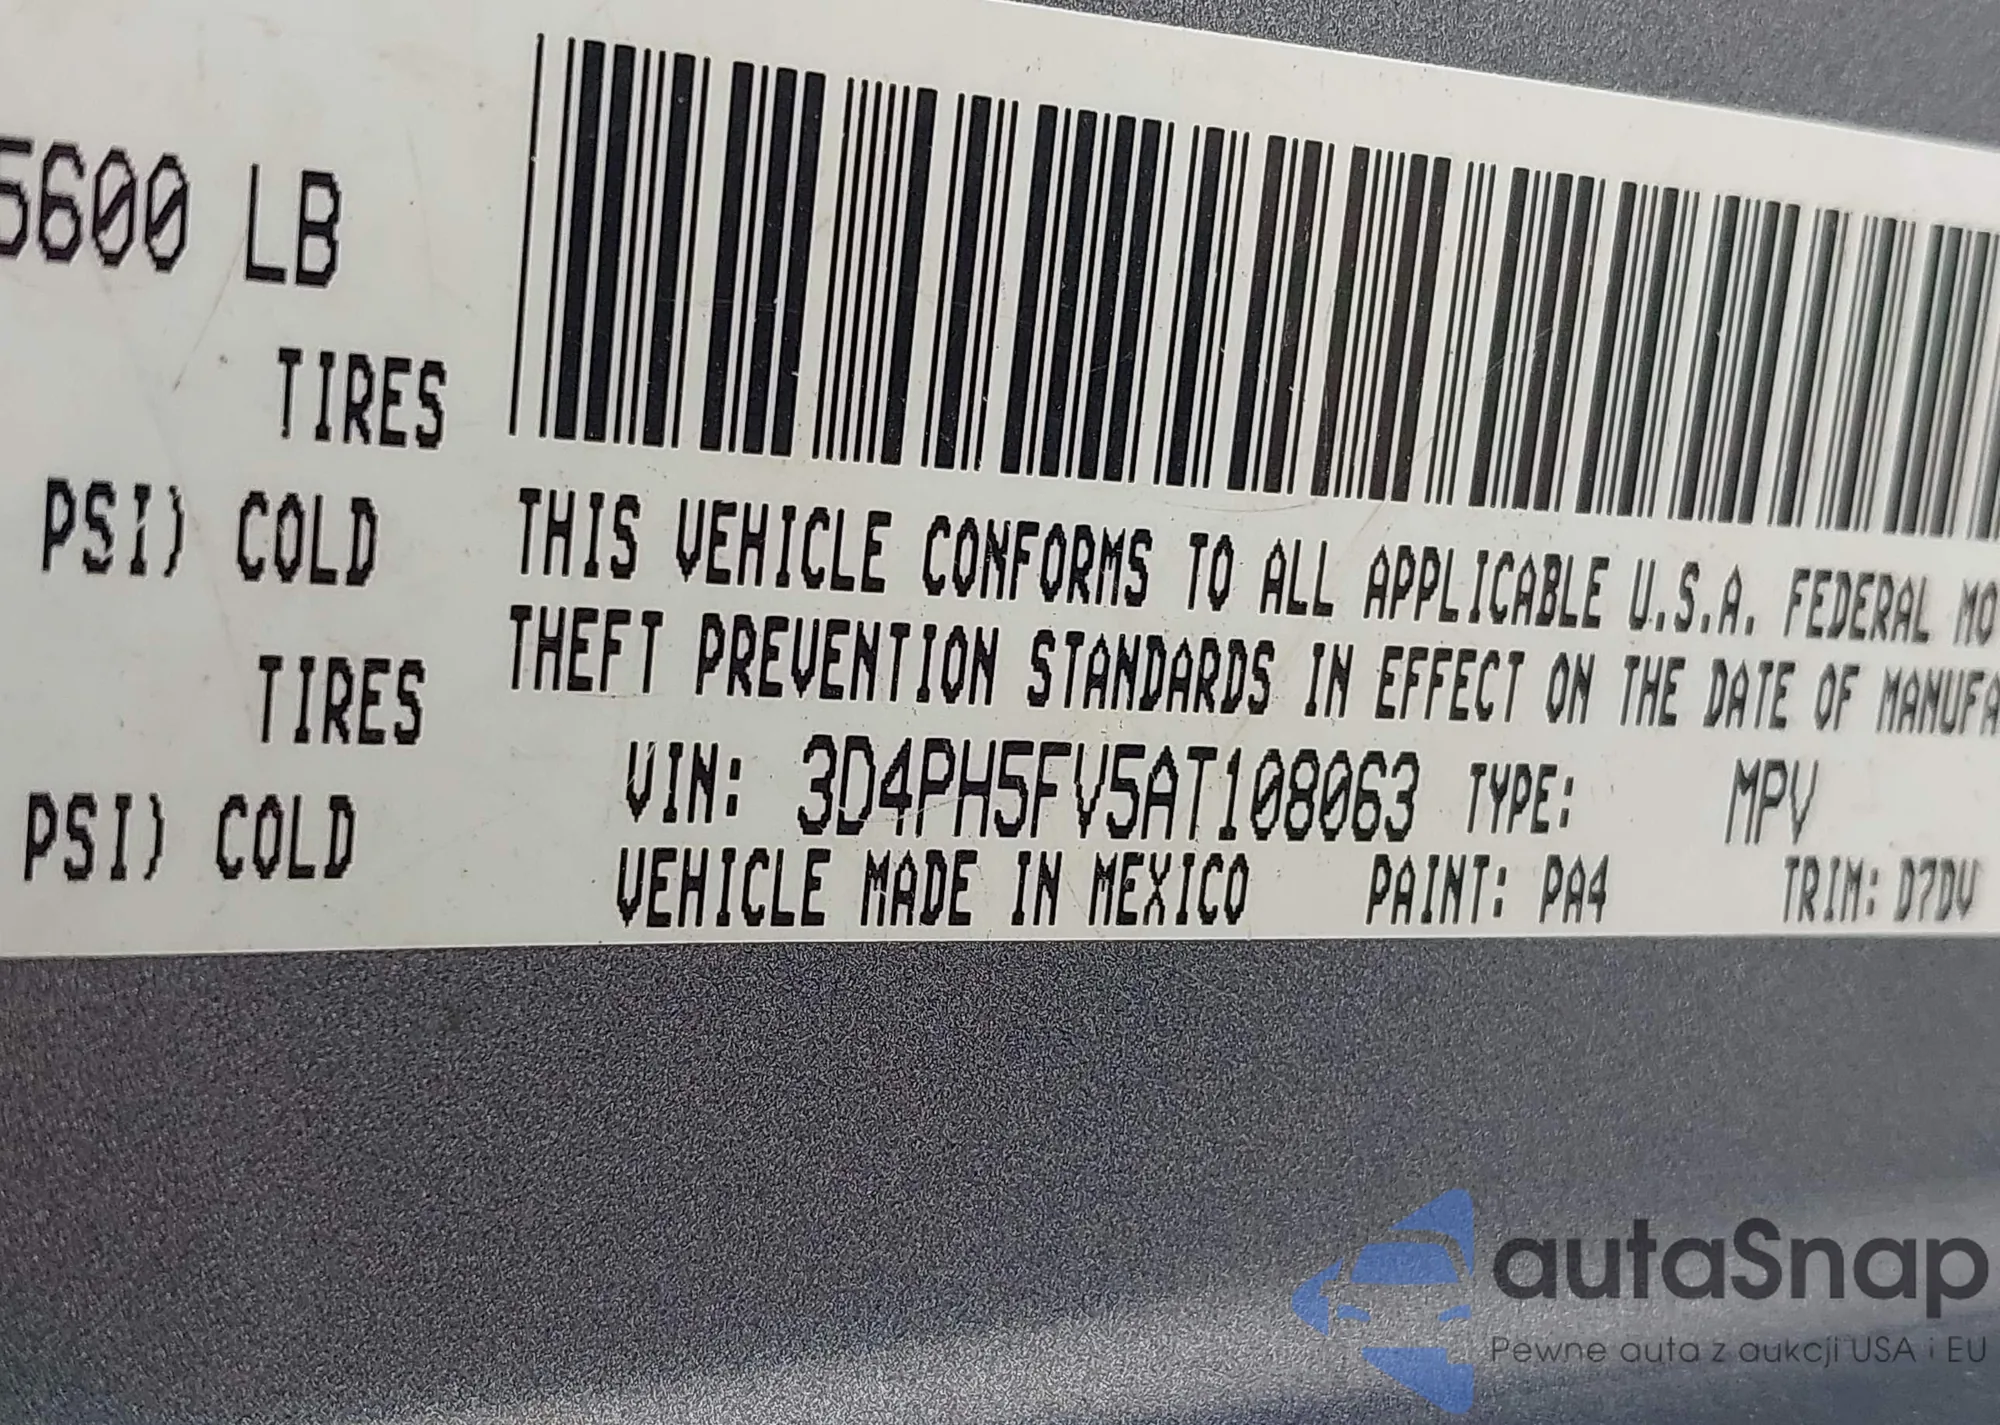 5600 LB
TIRES
PSI) COLD
TIRES
PSI) COLD
THIS VEHICLE CONFORMS TO ALL APPLICABLE U.S.A. FEDERAL MO
THEFT PREVENTION STANDARDS IN EFFECT ON THE DATE OF MANUFA
VIN: 3D4PH5FV5AT108063 TYPE: MPV
VEHICLE MADE IN MEXICO PAINT: PA4 TRIM: D7DV
autaSnap
Pewne auta z aukcji USA i EU